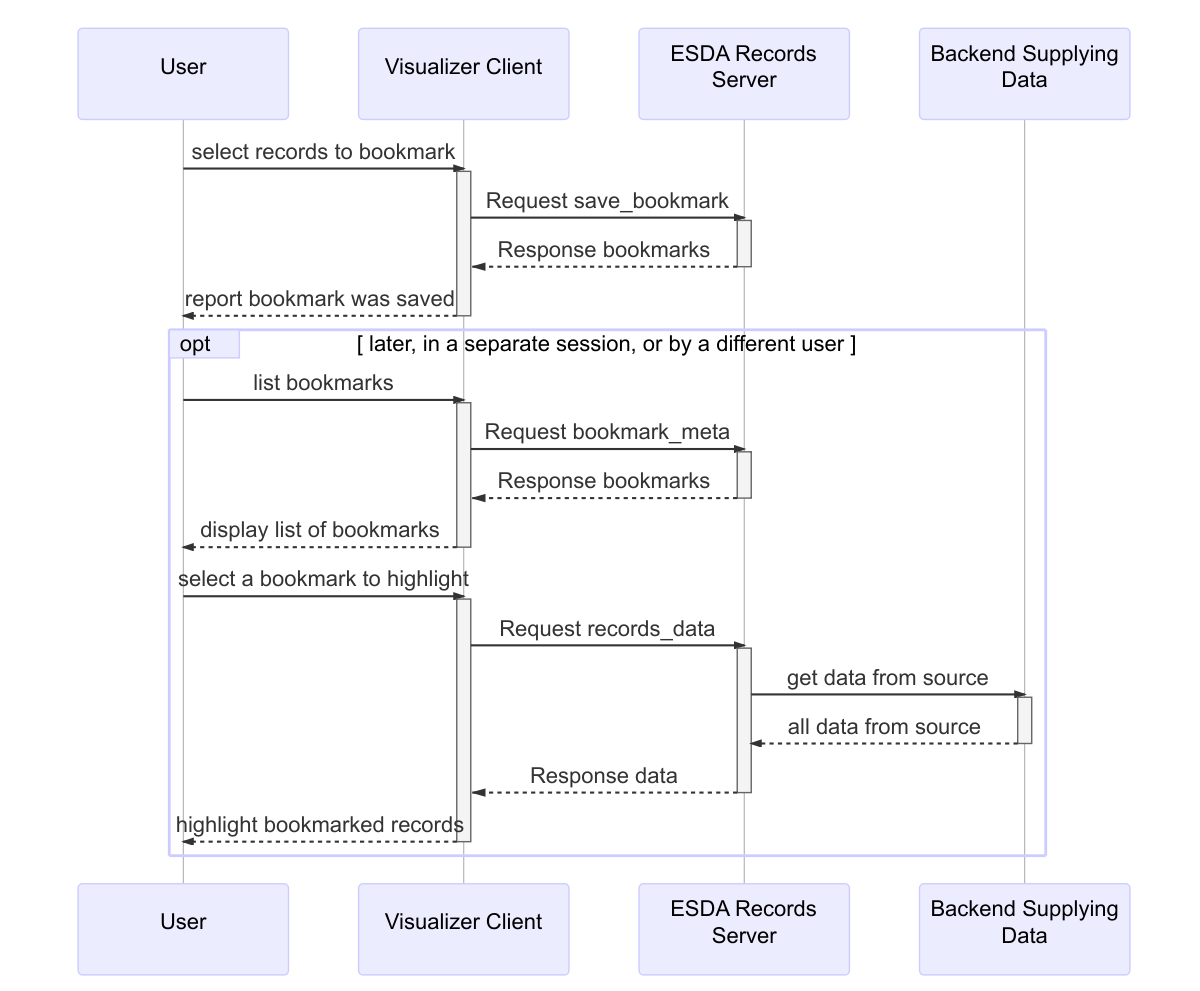 User
Visualizer Client
ESDA Records
Server
Backend Supplying
Data
select records to bookmark
Request save_bookmark
Response bookmarks
report bookmark was saved
opt
[ later, in a separate session, or by a different user ]
list bookmarks
Request bookmark_meta
Response bookmarks
display list of bookmarks
select a bookmark to highlight
Request records_data
get data from source
all data from source
Response data
highlight bookmarked records
User
Visualizer Client
ESDA Records
Server
Backend Supplying
Data